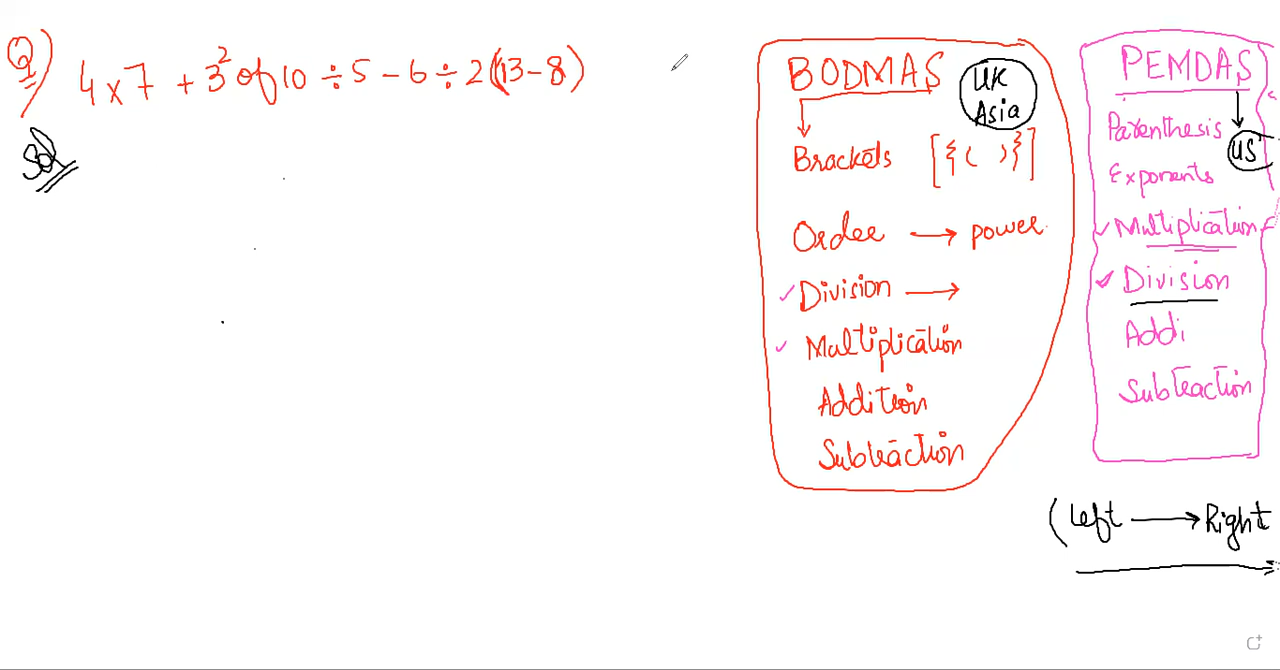 Q) 4 × 7 + 3² of 10 ÷ 5 − 6 ÷ 2(13 − 8)
Sol
BODMAS
UK
Asia
Brackets [{( )}]
Order → power
Division →
Multiplication
Addition
Subtraction
PEMDAS
Parenthesis
US
Exponents
Multiplication
Division
Addi
Subtraction
(Left → Right